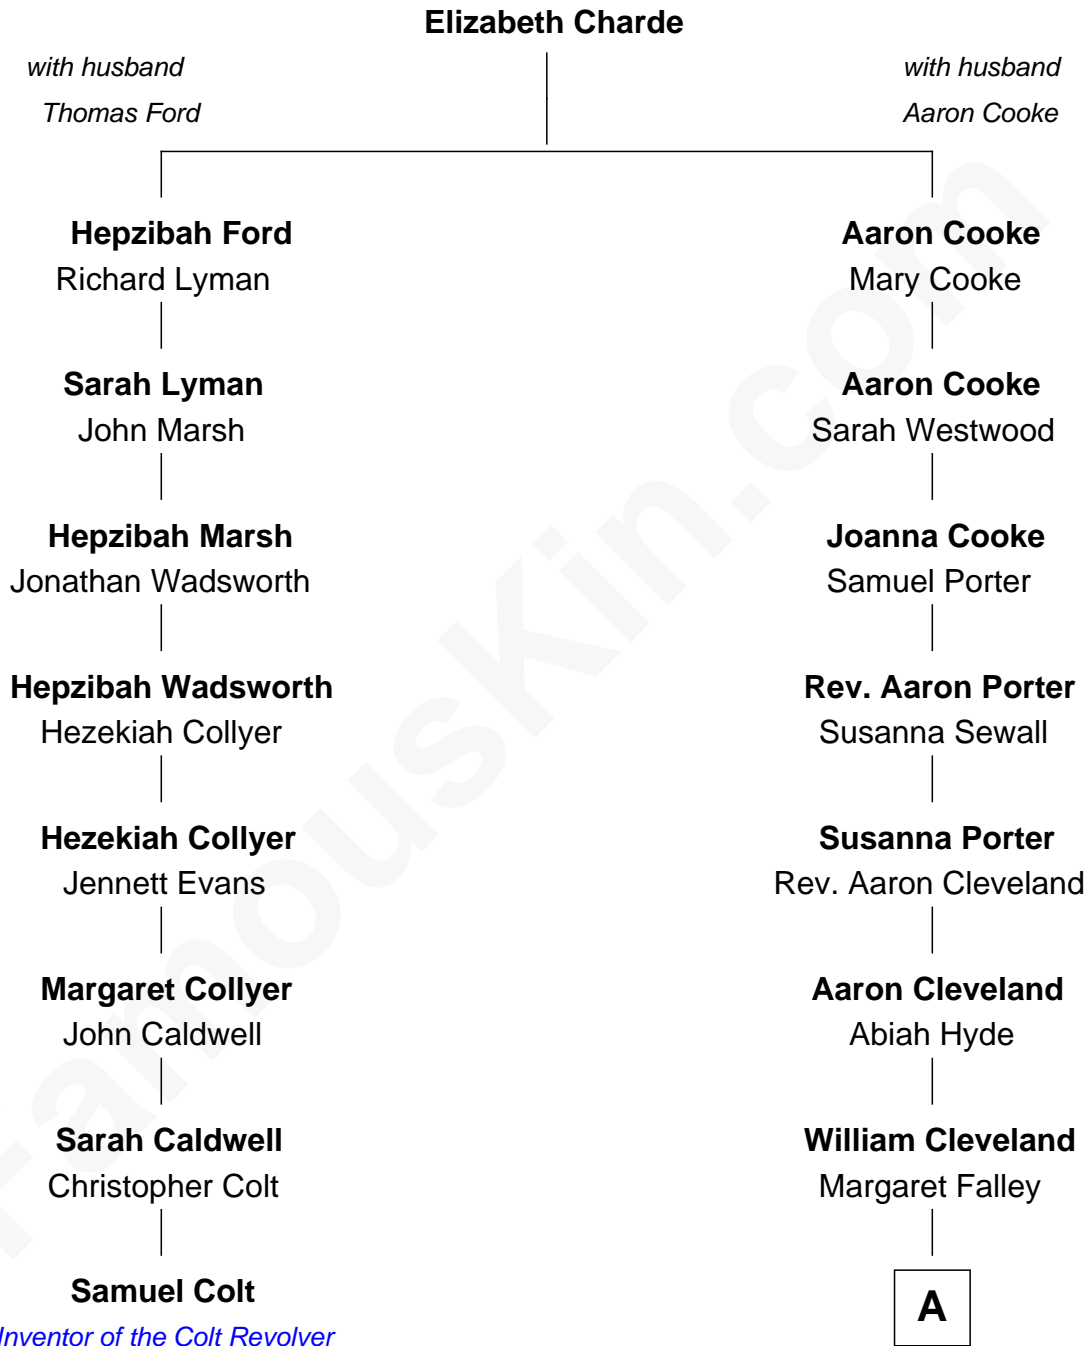 Elizabeth Charde
with husband
Thomas Ford
with husband
Aaron Cooke
Hepzibah Ford
Richard Lyman
Aaron Cooke
Mary Cooke
Sarah Lyman
John Marsh
Aaron Cooke
Sarah Westwood
Hepzibah Marsh
Jonathan Wadsworth
Joanna Cooke
Samuel Porter
Hepzibah Wadsworth
Hezekiah Collyer
Rev. Aaron Porter
Susanna Sewall
Hezekiah Collyer
Jennett Evans
Susanna Porter
Rev. Aaron Cleveland
Margaret Collyer
John Caldwell
Aaron Cleveland
Abiah Hyde
Sarah Caldwell
Christopher Colt
William Cleveland
Margaret Falley
Samuel Colt
Inventor of the Colt Revolver
A
FamousKin.com